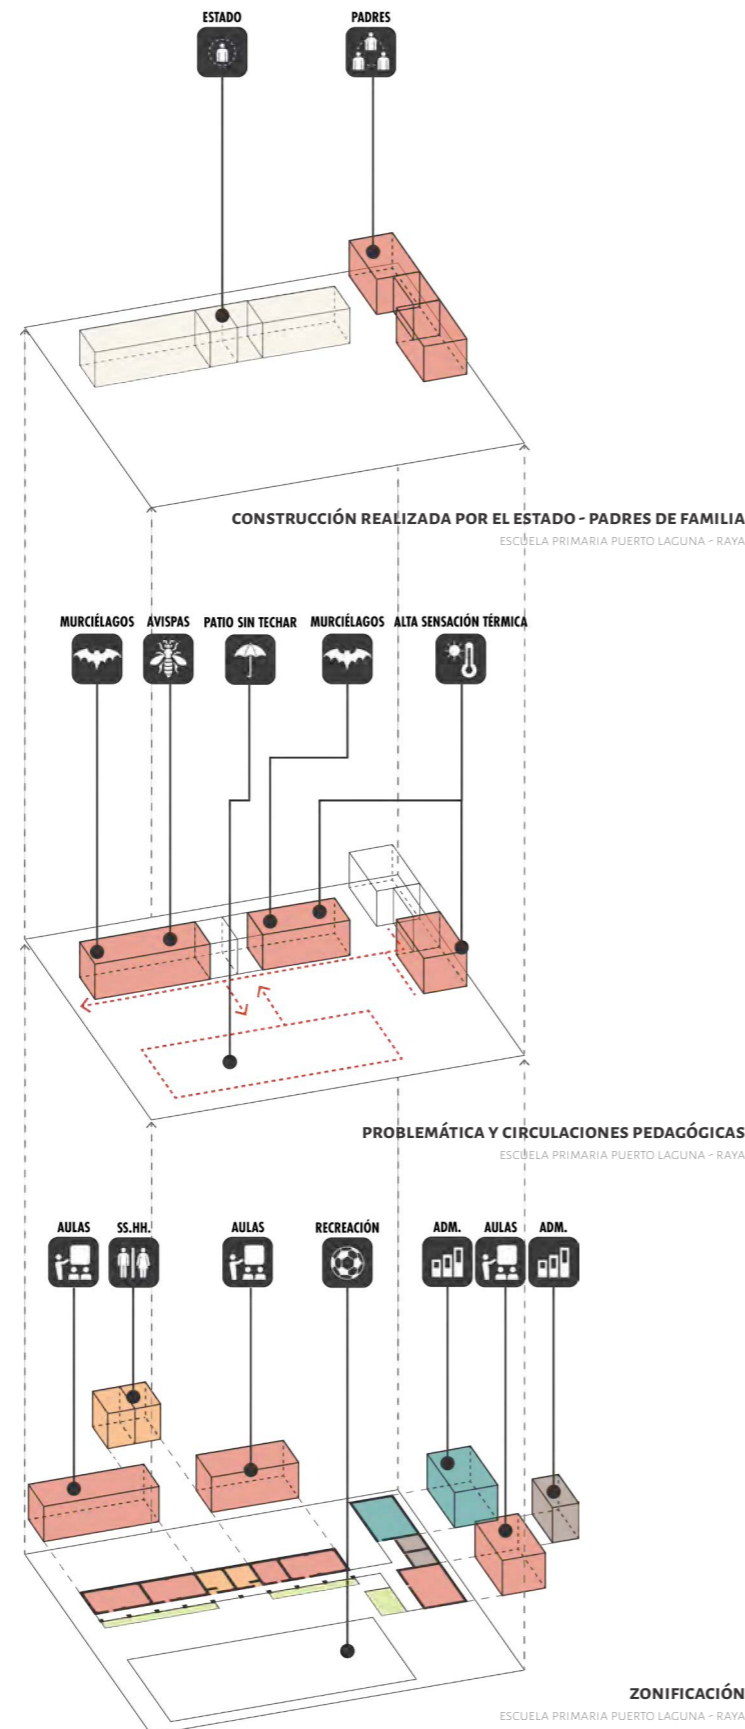 ESTADO
PADRES
CONSTRUCCIÓN REALIZADA POR EL ESTADO - PADRES DE FAMILIA
ESCUELA PRIMARIA PUERTO LAGUNA - RAYA
MURCIÉLAGOS
AVISPAS
PATIO SIN TECHAR
MURCIÉLAGOS
ALTA SENSACIÓN TÉRMICA
PROBLEMÁTICA Y CIRCULACIONES PEDAGÓGICAS
ESCUELA PRIMARIA PUERTO LAGUNA - RAYA
AULAS
SS.HH.
AULAS
RECREACIÓN
ADM.
AULAS
ADM.
ZONIFICACIÓN
ESCUELA PRIMARIA PUERTO LAGUNA - RAYA